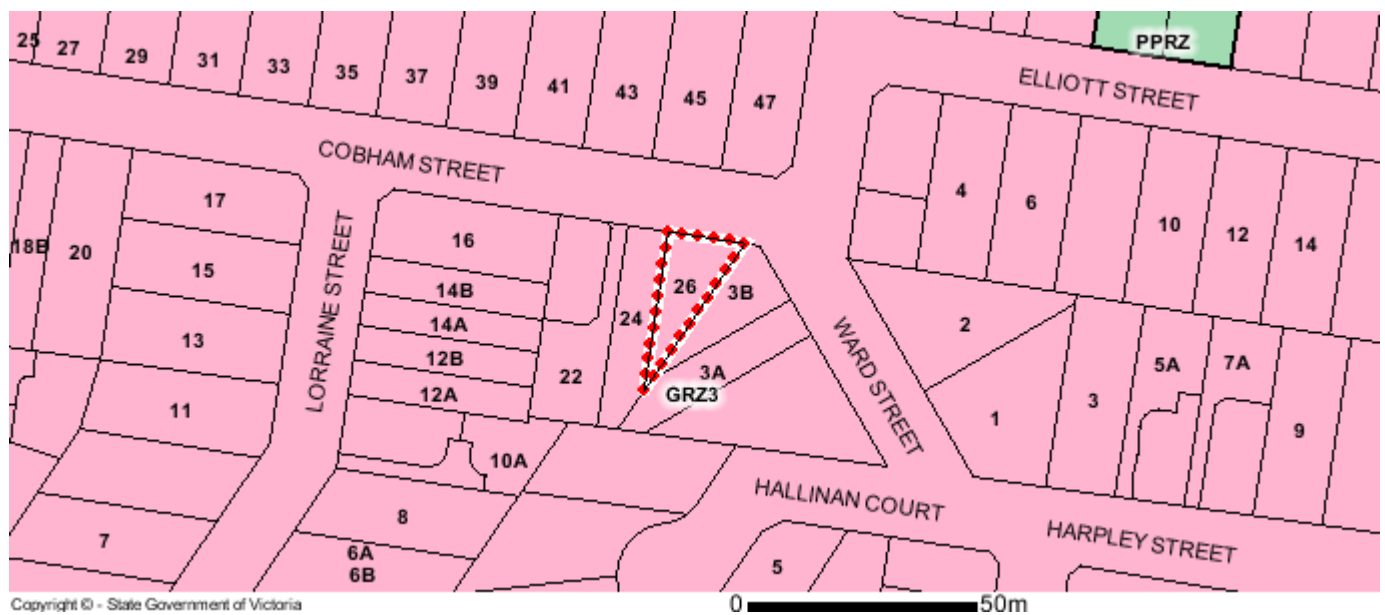 PPRZ
25 27 29 31 33 35 37 39 41 43 45 47
ELLIOTT STREET
COBHAM STREET
4 6 10 12 14
17
18B 20 16 26 3B
15
14B 24 2
14A
13 12B 22 3A 5A 7A
12A GRZ3
LORRAINE STREET
WARD STREET
11 1 3 9
10A
HALLINAN COURT
8
HARPLEY STREET
7 6A
6B 5
Copyright © - State Government of Victoria 0 50m